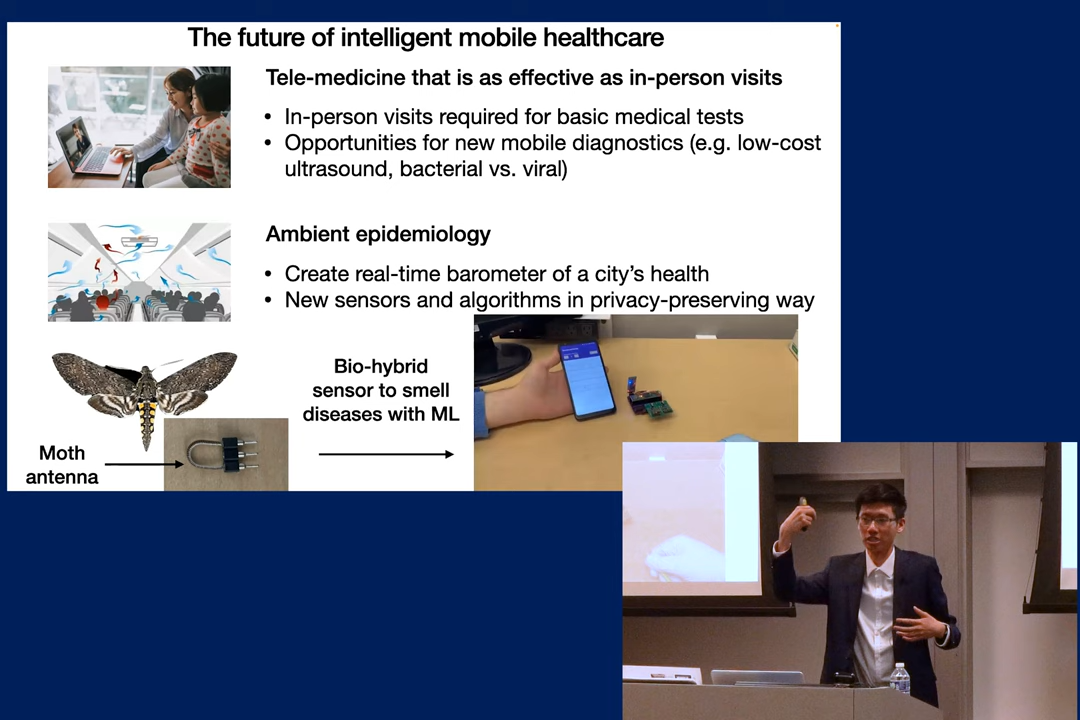 The future of intelligent mobile healthcare
Tele-medicine that is as effective as in-person visits
• In-person visits required for basic medical tests
• Opportunities for new mobile diagnostics (e.g. low-cost
ultrasound, bacterial vs. viral)
Ambient epidemiology
• Create real-time barometer of a city’s health
• New sensors and algorithms in privacy-preserving way
Bio-hybrid
sensor to smell
diseases with ML
Moth
antenna